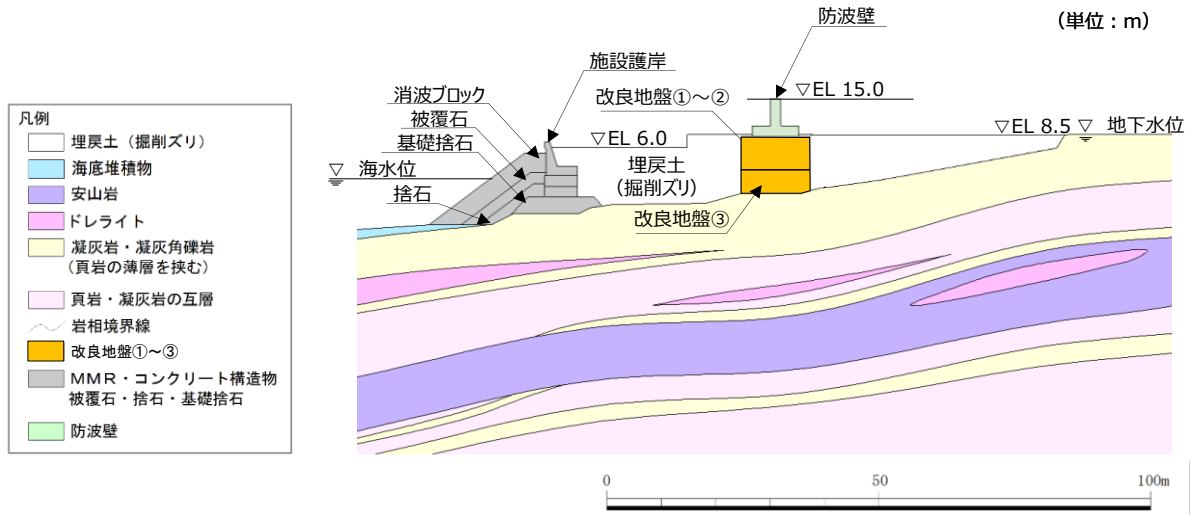 (単位:m)
防波壁
施設護岸
▽EL 15.0
消波ブロック
改良地盤①~②
被覆石
基礎捨石
▽EL 6.0
▽EL 8.5
▽ 地下水位
▽ 海水位
埋戻土
(掘削ズリ)
捨石
改良地盤③
凡例
埋戻土(掘削ズリ)
海底堆積物
安山岩
ドレライト
凝灰岩・凝灰角礫岩
(頁岩の薄層を挟む)
頁岩・凝灰岩の互層
岩相境界線
改良地盤①~③
MMR・コンクリート構造物
被覆石・捨石・基礎捨石
防波壁
0 50 100m